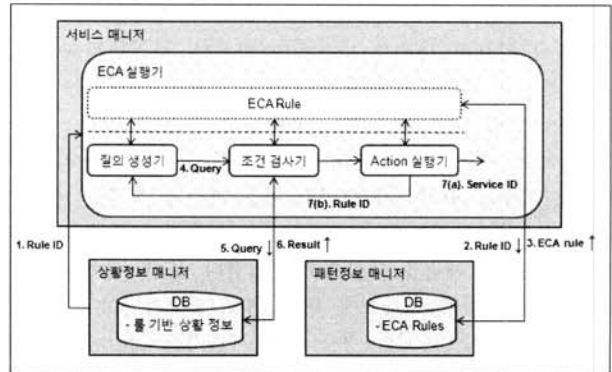 서비스 매니저
ECA 실행기
ECA Rule
질의 생성기
4. Query
조건 검사기
Action 실행기
7(a). Service ID
7(b). Rule ID
1. Rule ID
5. Query ↓
6. Result ↑
2. Rule ID ↓
3. ECA rule ↑
상황정보 매니저
DB
- 룰 기반 상황 정보
패턴정보 매니저
DB
- ECA Rules